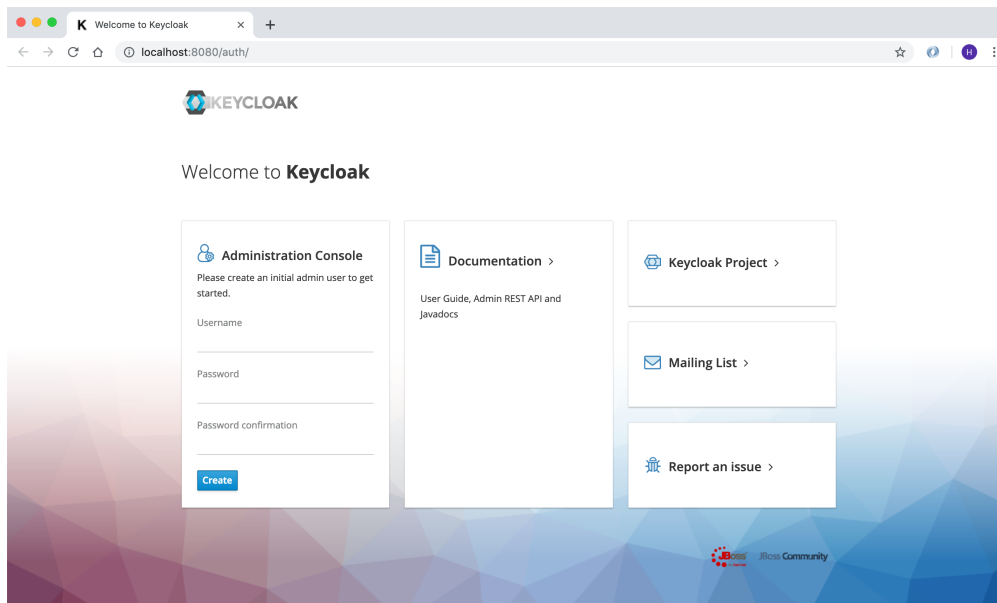 Welcome to Keycloak
localhost:8080/auth/
H
KEYCLOAK
Welcome to Keycloak
Administration Console
Please create an initial admin user to get
started.
Username
Password
Password confirmation
Create
Documentation >
User Guide, Admin REST API and
Javadocs
Keycloak Project >
Mailing List >
Report an issue >
JBoss
JBoss Community